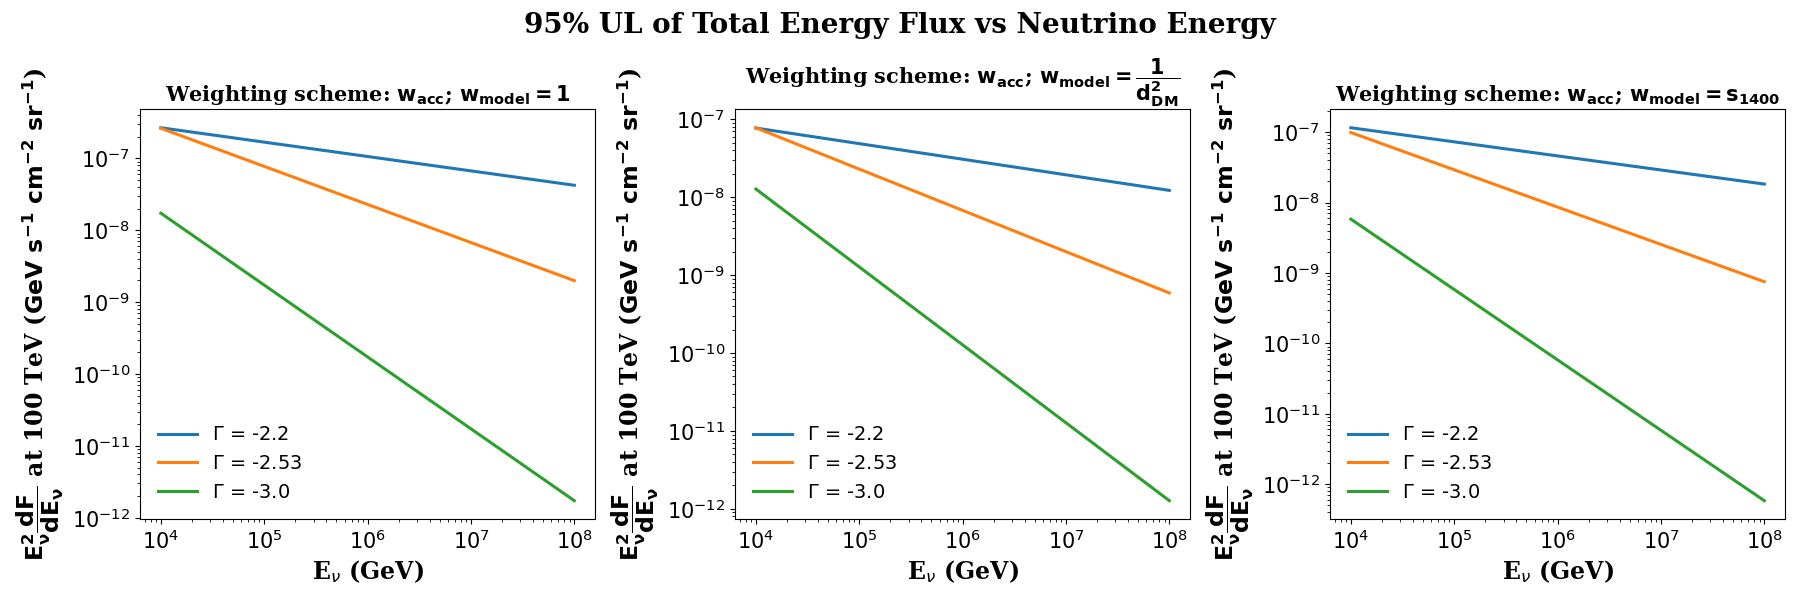 95% UL of Total Energy Flux vs Neutrino Energy
Weighting scheme: w_acc; w_model = 1
E_ν^2 dF/dE_ν at 100 TeV (GeV s^−1 cm^−2 sr^−1)
10^−7
10^−8
10^−9
10^−10
10^−11
10^−12
Γ = -2.2
Γ = -2.53
Γ = -3.0
10^4 10^5 10^6 10^7 10^8
E_ν (GeV)
Weighting scheme: w_acc; w_model = 1/d_DM^2
E_ν^2 dF/dE_ν at 100 TeV (GeV s^−1 cm^−2 sr^−1)
10^−7
10^−8
10^−9
10^−10
10^−11
10^−12
Γ = -2.2
Γ = -2.53
Γ = -3.0
10^4 10^5 10^6 10^7 10^8
E_ν (GeV)
Weighting scheme: w_acc; w_model = s_1400
E_ν^2 dF/dE_ν at 100 TeV (GeV s^−1 cm^−2 sr^−1)
10^−7
10^−8
10^−9
10^−10
10^−11
10^−12
Γ = -2.2
Γ = -2.53
Γ = -3.0
10^4 10^5 10^6 10^7 10^8
E_ν (GeV)